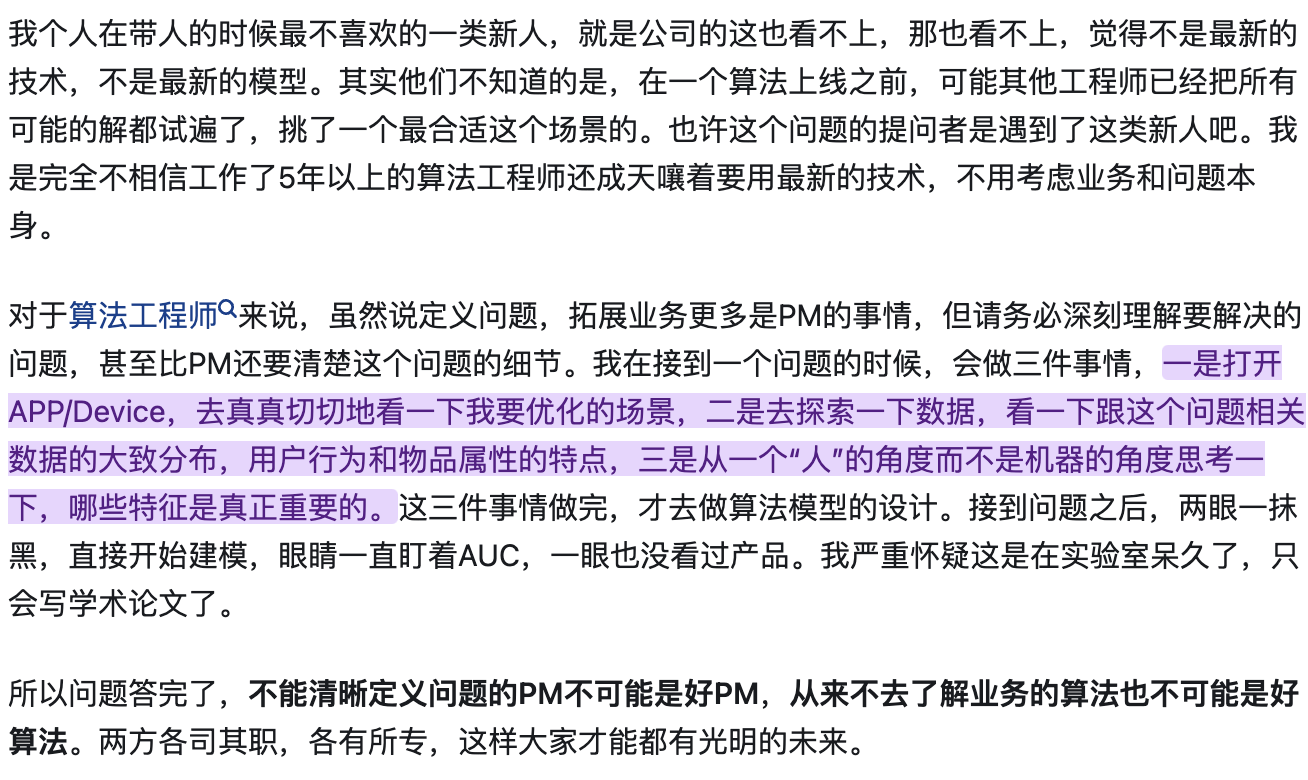 我个人在带人的时候最不喜欢的一类新人，就是公司的这也看不上，那也看不上，觉得不是最新的
技术，不是最新的模型。其实他们不知道的是，在一个算法上线之前，可能其他工程师已经把所有
可能的解都试遍了，挑了一个最合适这个场景的。也许这个问题的提问者是遇到了这类新人吧。我
是完全不相信工作了5年以上的算法工程师还成天嚷着要用最新的技术，不用考虑业务和问题本
身。
对于算法工程师来说，虽然说定义问题，拓展业务更多是PM的事情，但请务必深刻理解要解决的
问题，甚至比PM还要清楚这个问题的细节。我在接到一个问题的时候，会做三件事情，一是打开
APP/Device，去真真切切地看一下我要优化的场景，二是去探索一下数据，看一下跟这个问题相关
数据的大致分布，用户行为和物品属性的特点，三是从一个“人”的角度而不是机器的角度思考一
下，哪些特征是真正重要的。这三件事情做完，才去做算法模型的设计。接到问题之后，两眼一抹
黑，直接开始建模，眼睛一直盯着AUC，一眼也没看过产品。我严重怀疑这是在实验室呆久了，只
会写学术论文了。
所以问题答完了，不能清晰定义问题的PM不可能是好PM，从来不去了解业务的算法也不可能是好
算法。两方各司其职，各有所专，这样大家才能都有光明的未来。